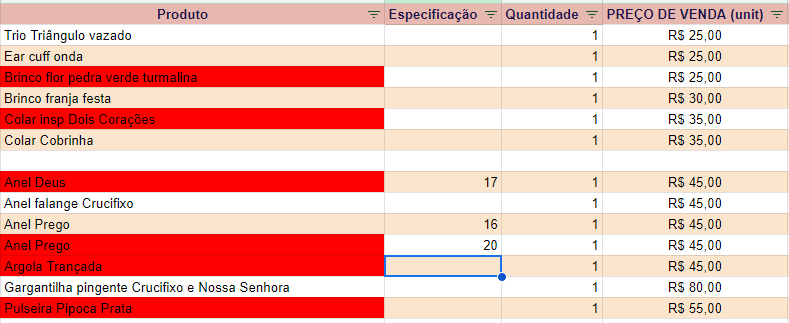 Produto Especificação Quantidade PREÇO DE VENDA (unit)
Trio Triângulo vazado 1 R$ 25,00
Ear cuff onda 1 R$ 25,00
Brinco flor pedra verde turmalina 1 R$ 25,00
Brinco franja festa 1 R$ 30,00
Colar insp Dois Corações 1 R$ 35,00
Colar Cobrinha 1 R$ 35,00
Anel Deus 17 1 R$ 45,00
Anel falange Crucifixo 1 R$ 45,00
Anel Prego 16 1 R$ 45,00
Anel Prego 20 1 R$ 45,00
Argola Trançada 1 R$ 45,00
Gargantilha pingente Crucifixo e Nossa Senhora 1 R$ 80,00
Pulseira Pipoca Prata 1 R$ 55,00